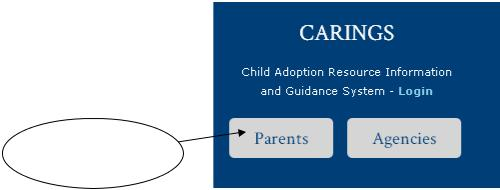 CARINGS
Child Adoption Resource Information
and Guidance System - Login
Parents Agencies